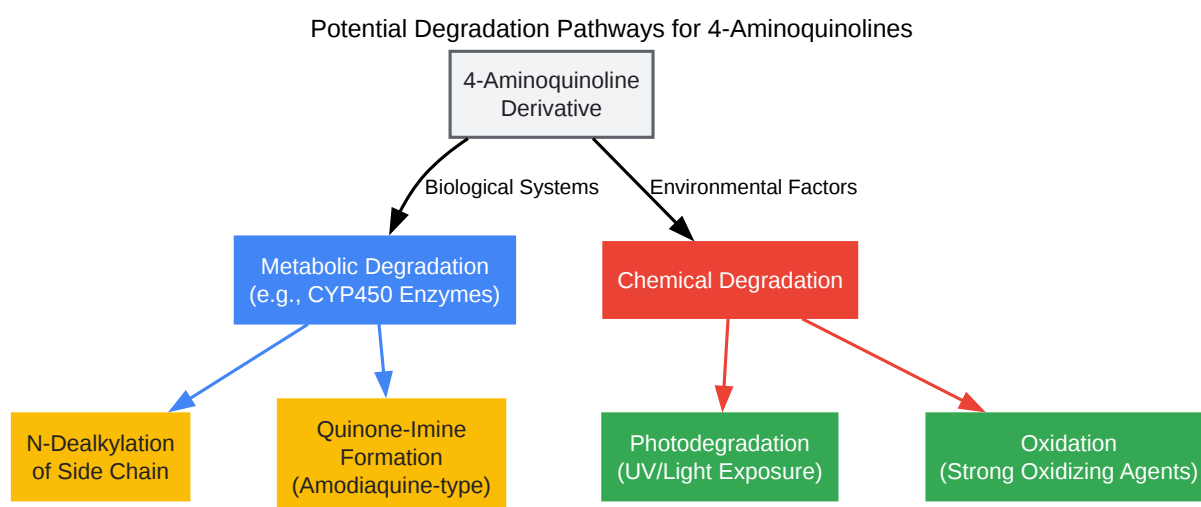 Potential Degradation Pathways for 4-Aminoquinolines
4-Aminoquinoline
Derivative
Biological Systems
Environmental Factors
Metabolic Degradation
(e.g., CYP450 Enzymes)
Chemical Degradation
N-Dealkylation
of Side Chain
Quinone-Imine
Formation
(Amodiaquine-type)
Photodegradation
(UV/Light Exposure)
Oxidation
(Strong Oxidizing Agents)